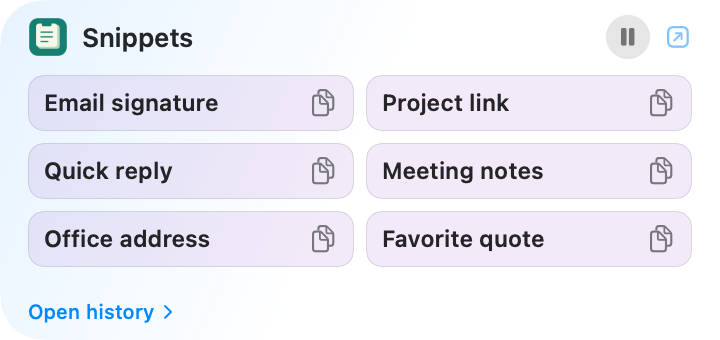 Snippets
Email signature
Project link
Quick reply
Meeting notes
Office address
Favorite quote
Open history